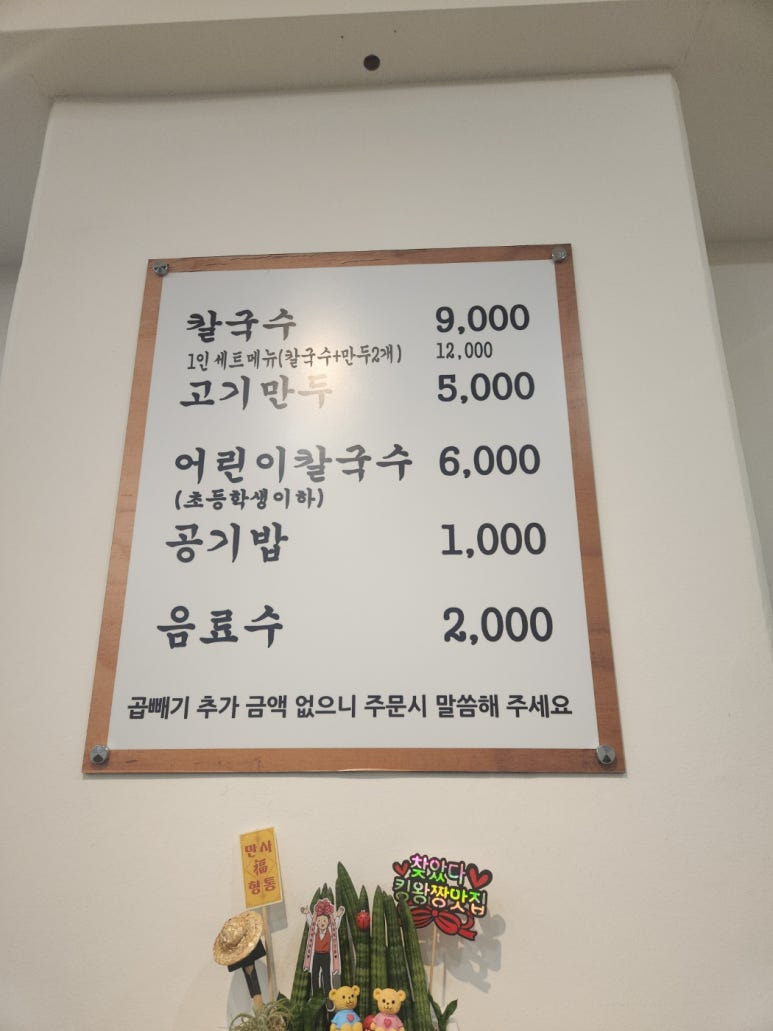 칼국수 9,000
1인 세트메뉴(칼국수+만두2개) 12,000
고기만두 5,000
어린이칼국수 6,000
(초등학생이하)
공기밥 1,000
음료수 2,000
곱빼기 추가 금액 없으니 주문시 말씀해 주세요
만사
福
형통
찾았다
킹왕짱맛집